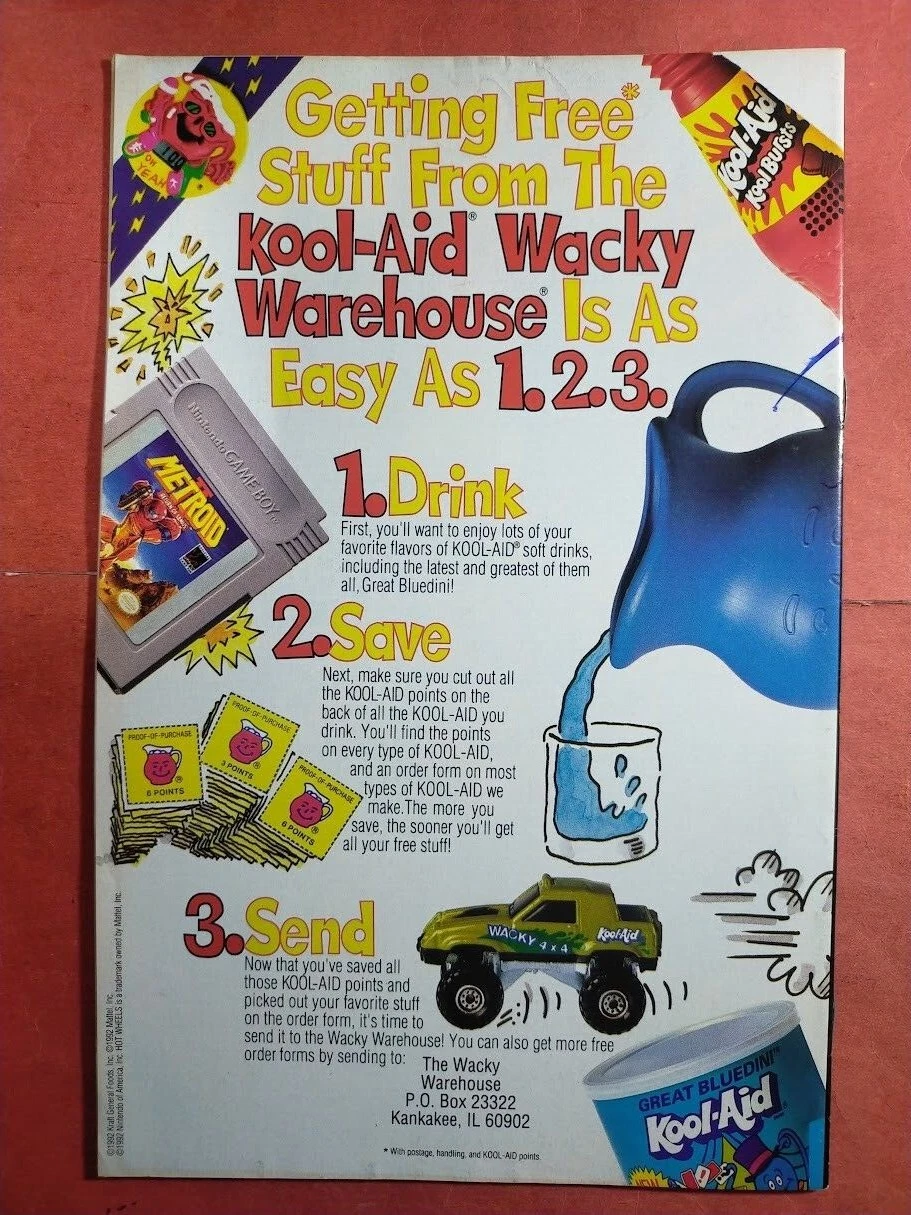 Getting Free*
Stuff From The
Kool-Aid® Wacky
Warehouse® Is As
Easy As 1.2.3.
OH YEAH
Kool-Aid
Kool Bursts
Nintendo GAME BOY
METROID
1.Drink
First, you'll want to enjoy lots of your
favorite flavors of KOOL-AID® soft drinks,
including the latest and greatest of them
all, Great Bluedini!
2.Save
Next, make sure you cut out all
the KOOL-AID points on the
back of all the KOOL-AID you
drink. You'll find the points
on every type of KOOL-AID,
and an order form on most
types of KOOL-AID we
make. The more you
save, the sooner you'll get
all your free stuff!
PROOF-OF-PURCHASE
PROOF-OF-PURCHASE
PROOF-OF-PURCHASE
3 POINTS
6 POINTS
3.Send
Now that you've saved all
those KOOL-AID points and
picked out your favorite stuff
on the order form, it's time to
send it to the Wacky Warehouse! You can also get more free
order forms by sending to:
The Wacky
Warehouse
P.O. Box 23322
Kankakee, IL 60902
WACKY 4x4
Kool-Aid
GREAT BLUEDINI™
Kool-Aid
NEW
* With postage, handling, and KOOL-AID points.
©1992 Kraft General Foods, Inc. ©1992 Mattel, Inc.
©1992 Nintendo of America, Inc. HOT WHEELS is a trademark owned by Mattel, Inc.